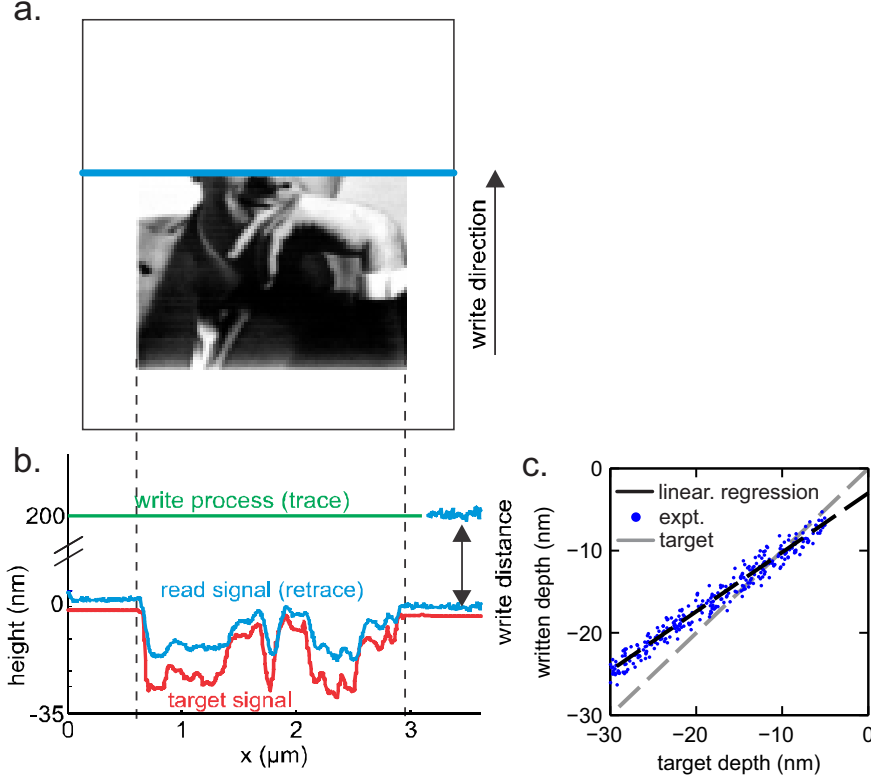 a.
write direction
b.
write process (trace)
200
read signal (retrace)
0
target signal
-35
height (nm)
0
1
2
3
x (µm)
write distance
c.
0
−10
−20
−30
written depth (nm)
linear. regression
expt.
target
−30
−20
−10
0
target depth (nm)